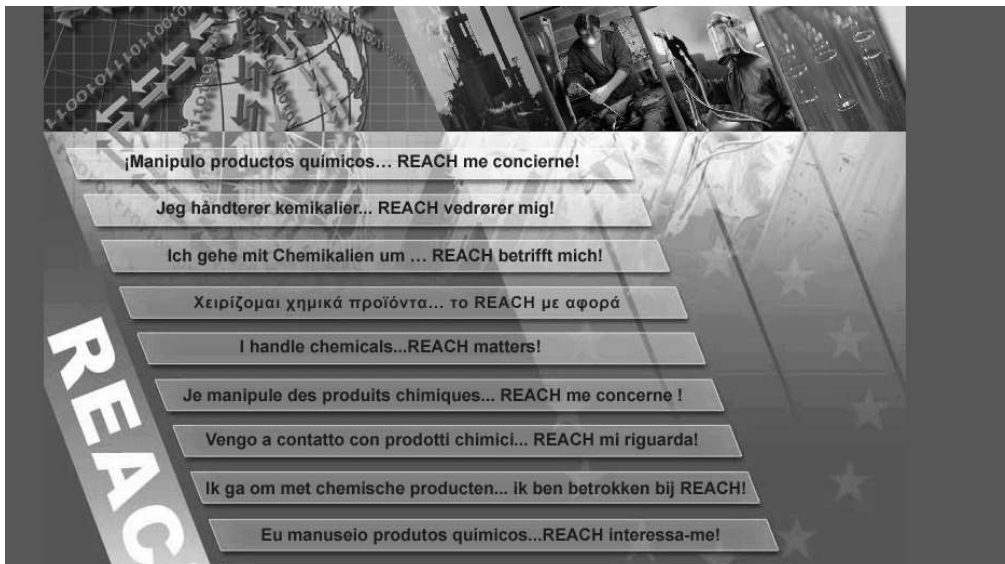 ¡Manipulo productos químicos… REACH me concierne!
Jeg håndterer kemikalier... REACH vedrører mig!
Ich gehe mit Chemikalien um … REACH betrifft mich!
Χειρίζομαι χημικά προϊόντα… το REACH με αφορά
I handle chemicals...REACH matters!
Je manipule des produits chimiques... REACH me concerne !
Vengo a contatto con prodotti chimici... REACH mi riguarda!
Ik ga om met chemische producten... ik ben betrokken bij REACH!
Eu manuseio produtos químicos...REACH interessa-me!
REAC